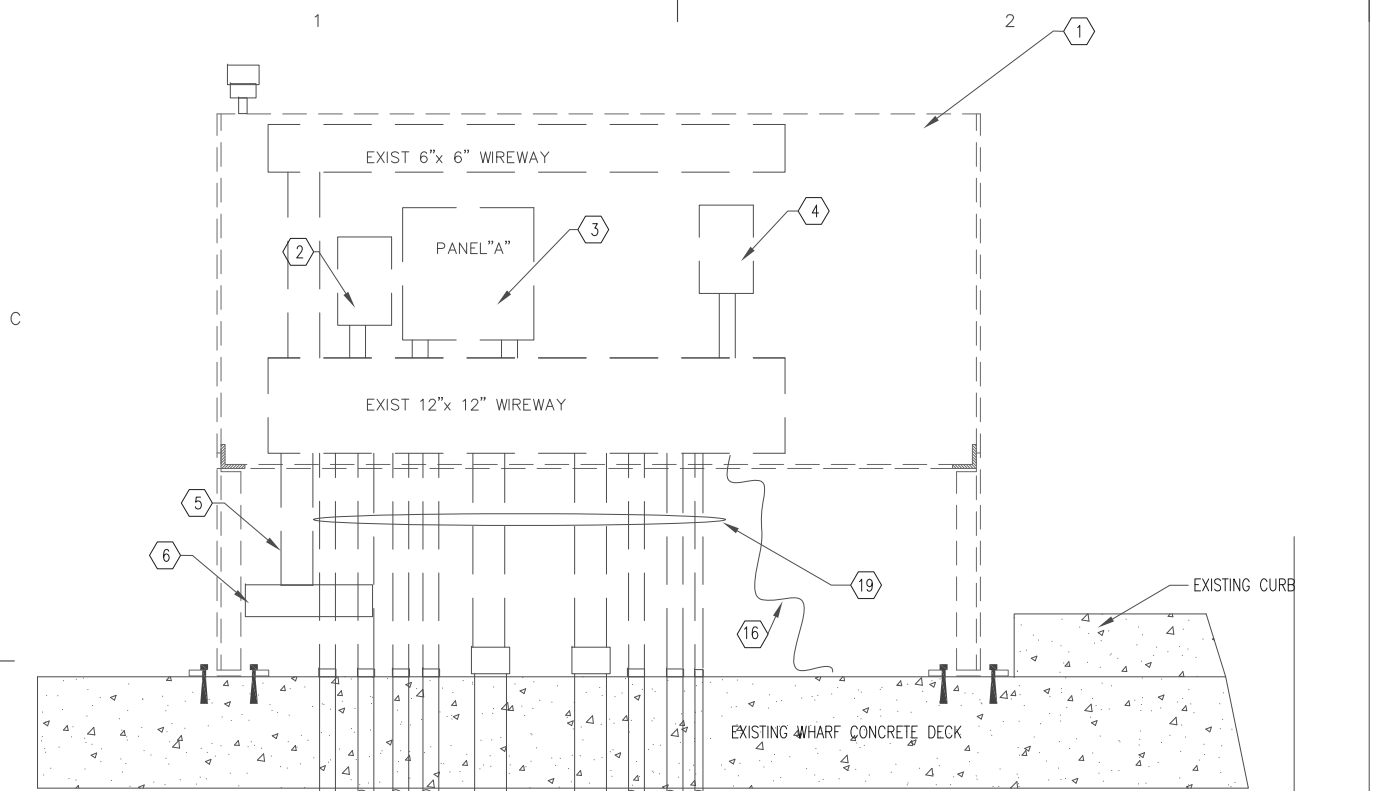 1
2
1
EXIST 6"x 6" WIREWAY
4
3
2
PANEL"A"
C
EXIST 12"x 12" WIREWAY
5
6
19
EXISTING CURB
16
EXISTING WHARF CONCRETE DECK